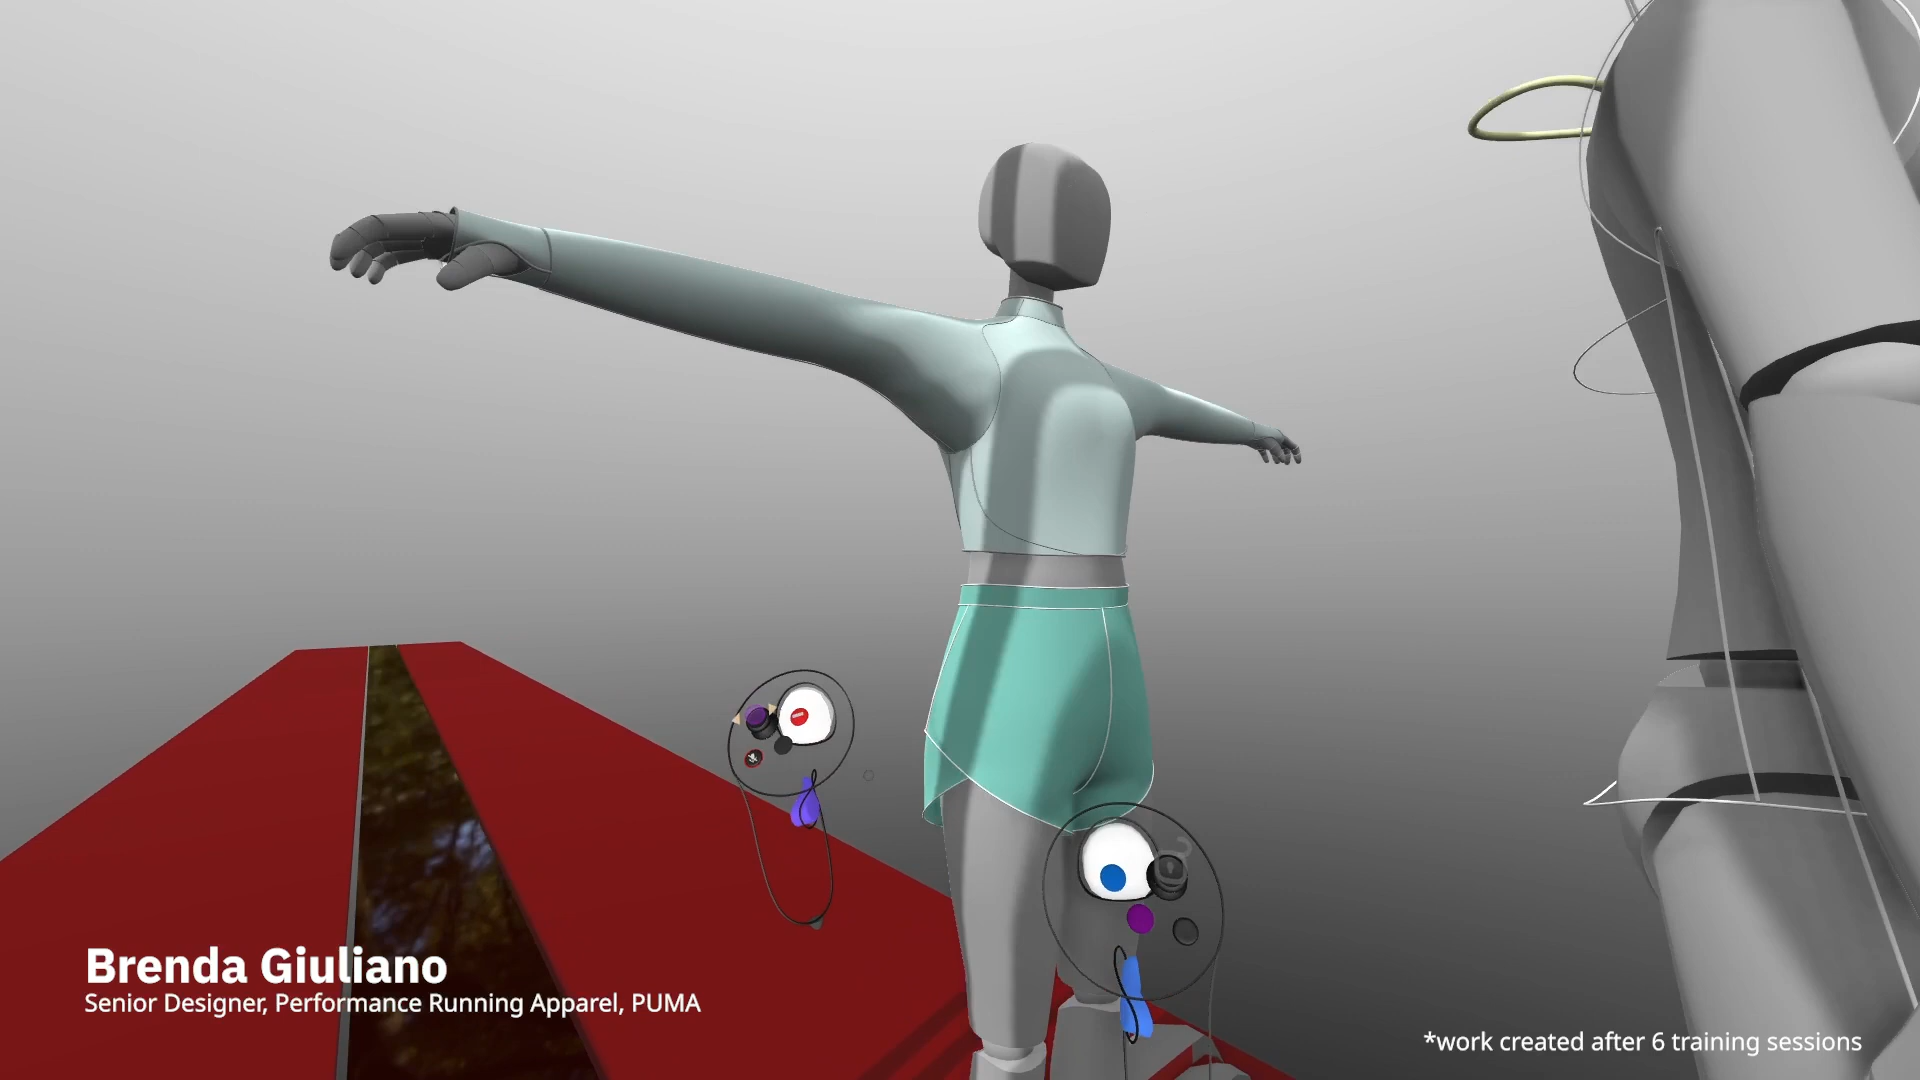 Brenda Giuliano
Senior Designer, Performance Running Apparel, PUMA
*work created after 6 training sessions